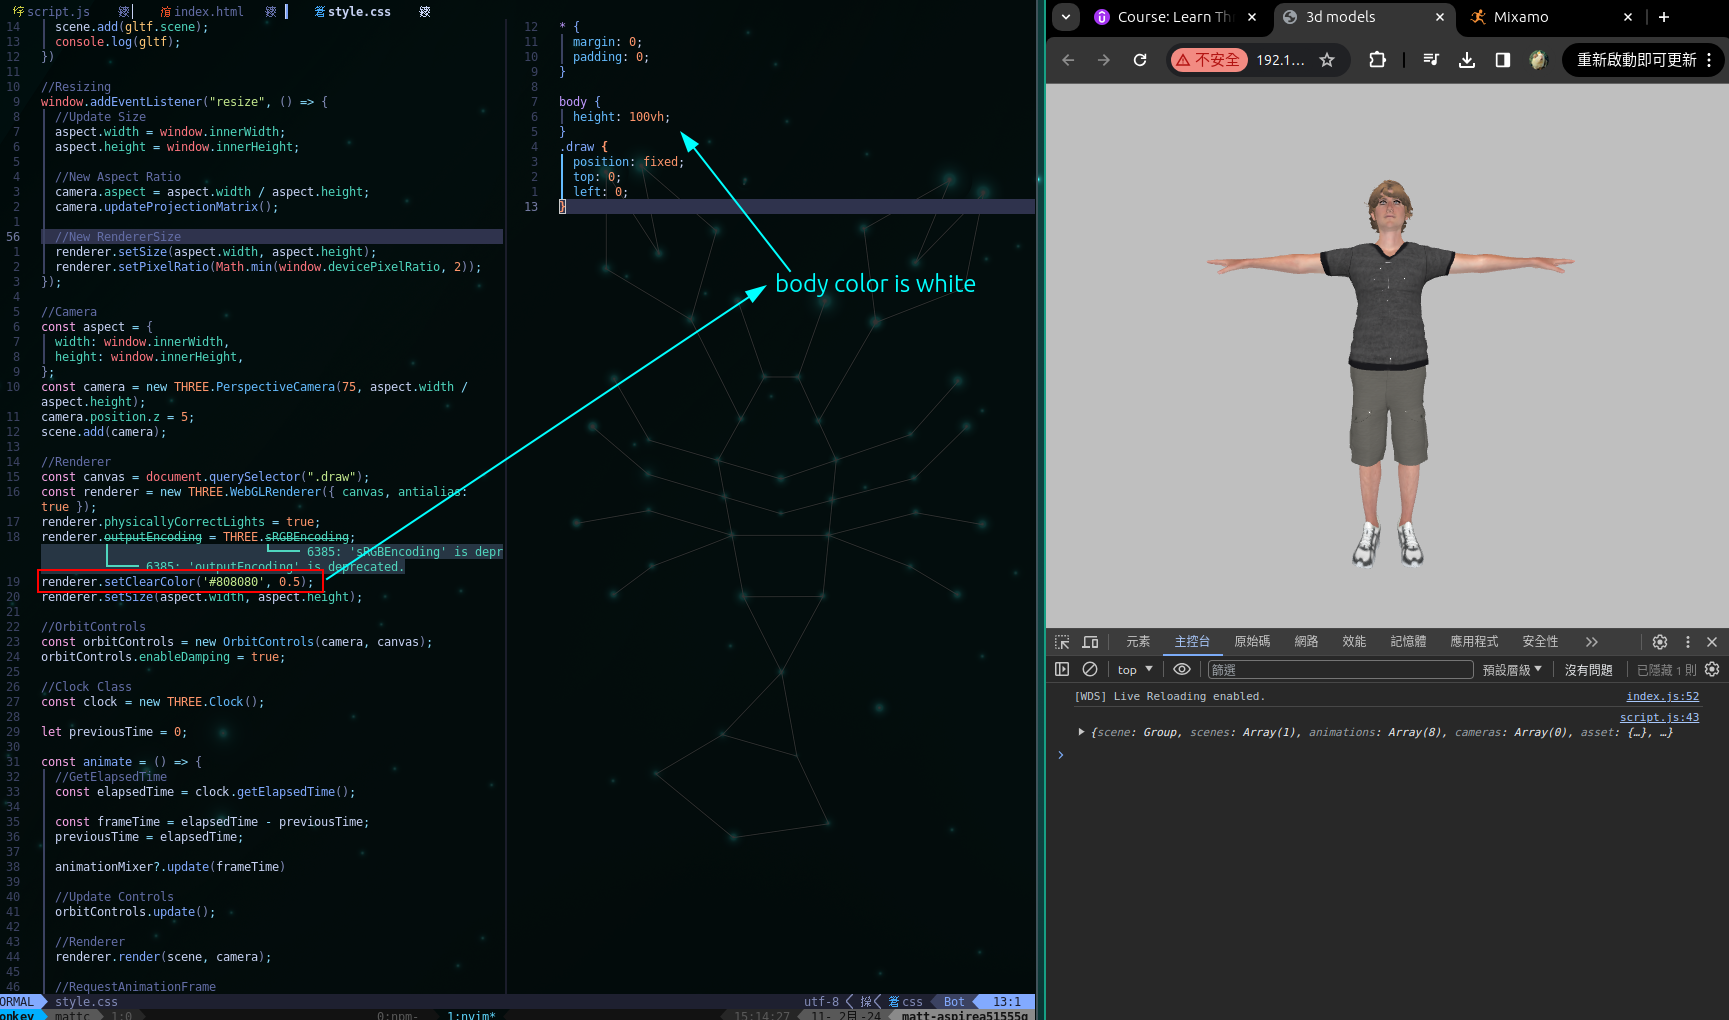 script.js
index.html
style.css
14 scene.add(gltf.scene);
13 console.log(gltf);
12 })
11
10 //Resizing
9 window.addEventListener("resize", () => {
8 //Update Size
7 aspect.width = window.innerWidth;
6 aspect.height = window.innerHeight;
5
4 //New Aspect Ratio
3 camera.aspect = aspect.width / aspect.height;
2 camera.updateProjectionMatrix();
1
56 //New RendererSize
1 renderer.setSize(aspect.width, aspect.height);
2 renderer.setPixelRatio(Math.min(window.devicePixelRatio, 2));
3 });
4
5 //Camera
6 const aspect = {
7 width: window.innerWidth,
8 height: window.innerHeight,
9 };
10 const camera = new THREE.PerspectiveCamera(75, aspect.width /
aspect.height);
11 camera.position.z = 5;
12 scene.add(camera);
13
14 //Renderer
15 const canvas = document.querySelector(".draw");
16 const renderer = new THREE.WebGLRenderer({ canvas, antialias:
true });
17 renderer.physicallyCorrectLights = true;
18 renderer.outputEncoding = THREE.sRGBEncoding;
6385: 'sRGBEncoding' is depr
6385: 'outputEncoding' is deprecated.
19 renderer.setClearColor('#808080', 0.5);
20 renderer.setSize(aspect.width, aspect.height);
21
22 //OrbitControls
23 const orbitControls = new OrbitControls(camera, canvas);
24 orbitControls.enableDamping = true;
25
26 //Clock Class
27 const clock = new THREE.Clock();
28
29 let previousTime = 0;
30
31 const animate = () => {
32 //GetElapsedTime
33 const elapsedTime = clock.getElapsedTime();
34
35 const frameTime = elapsedTime - previousTime;
36 previousTime = elapsedTime;
37
38 animationMixer?.update(frameTime)
39
40 //Update Controls
41 orbitControls.update();
42
43 //Renderer
44 renderer.render(scene, camera);
45
46 //RequestAnimationFrame
12 * {
11 margin: 0;
10 padding: 0;
9 }
8
7 body {
6 height: 100vh;
5 }
4 .draw {
3 position: fixed;
2 top: 0;
1 left: 0;
13 }
body color is white
ORMAL style.css utf-8 css Bot 13:1
onkey mattc 1:0 0:npm- 1:nvim* 15:14:27 11- 2月 -24 matt-aspirea51555g
Course: Learn Thr
3d models
Mixamo
不安全 192.1...
重新啟動即可更新
元素 主控台 原始碼 網路 效能 記憶體 應用程式 安全性
top 篩選 預設層級 沒有問題 已隱藏 1 則
[WDS] Live Reloading enabled. index.js:52
script.js:43
{scene: Group, scenes: Array(1), animations: Array(8), cameras: Array(0), asset: {…}, …}